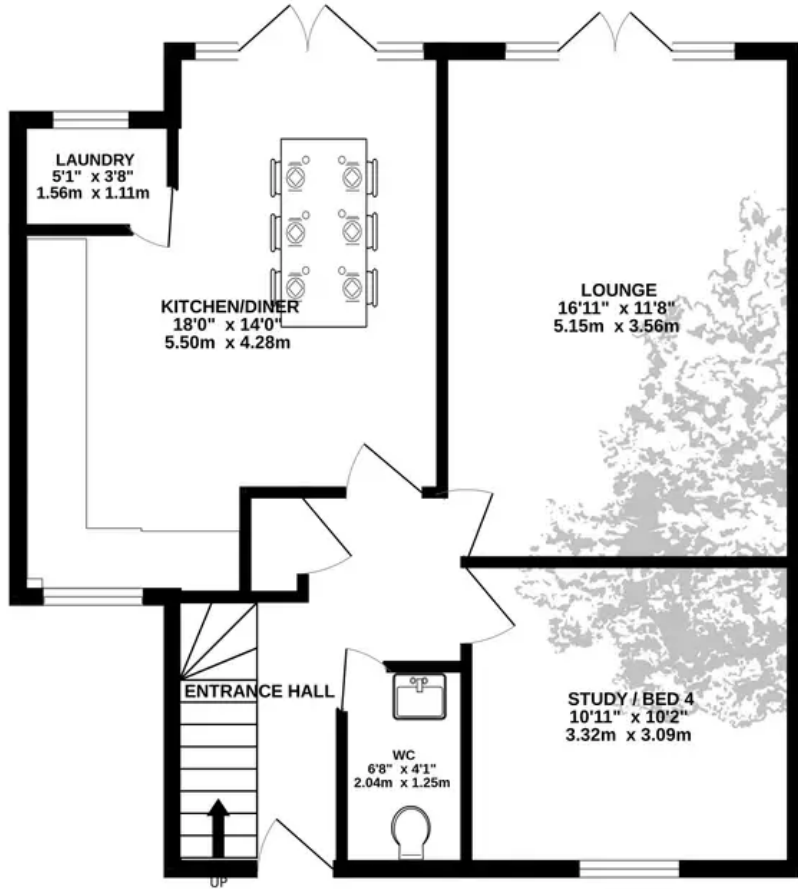 LAUNDRY
5'1" x 3'8"
1.56m x 1.11m
KITCHEN/DINER
18'0" x 14'0"
5.50m x 4.28m
LOUNGE
16'11" x 11'8"
5.15m x 3.56m
ENTRANCE HALL
WC
6'8" x 4'1"
2.04m x 1.25m
STUDY / BED 4
10'11" x 10'2"
3.32m x 3.09m
UP